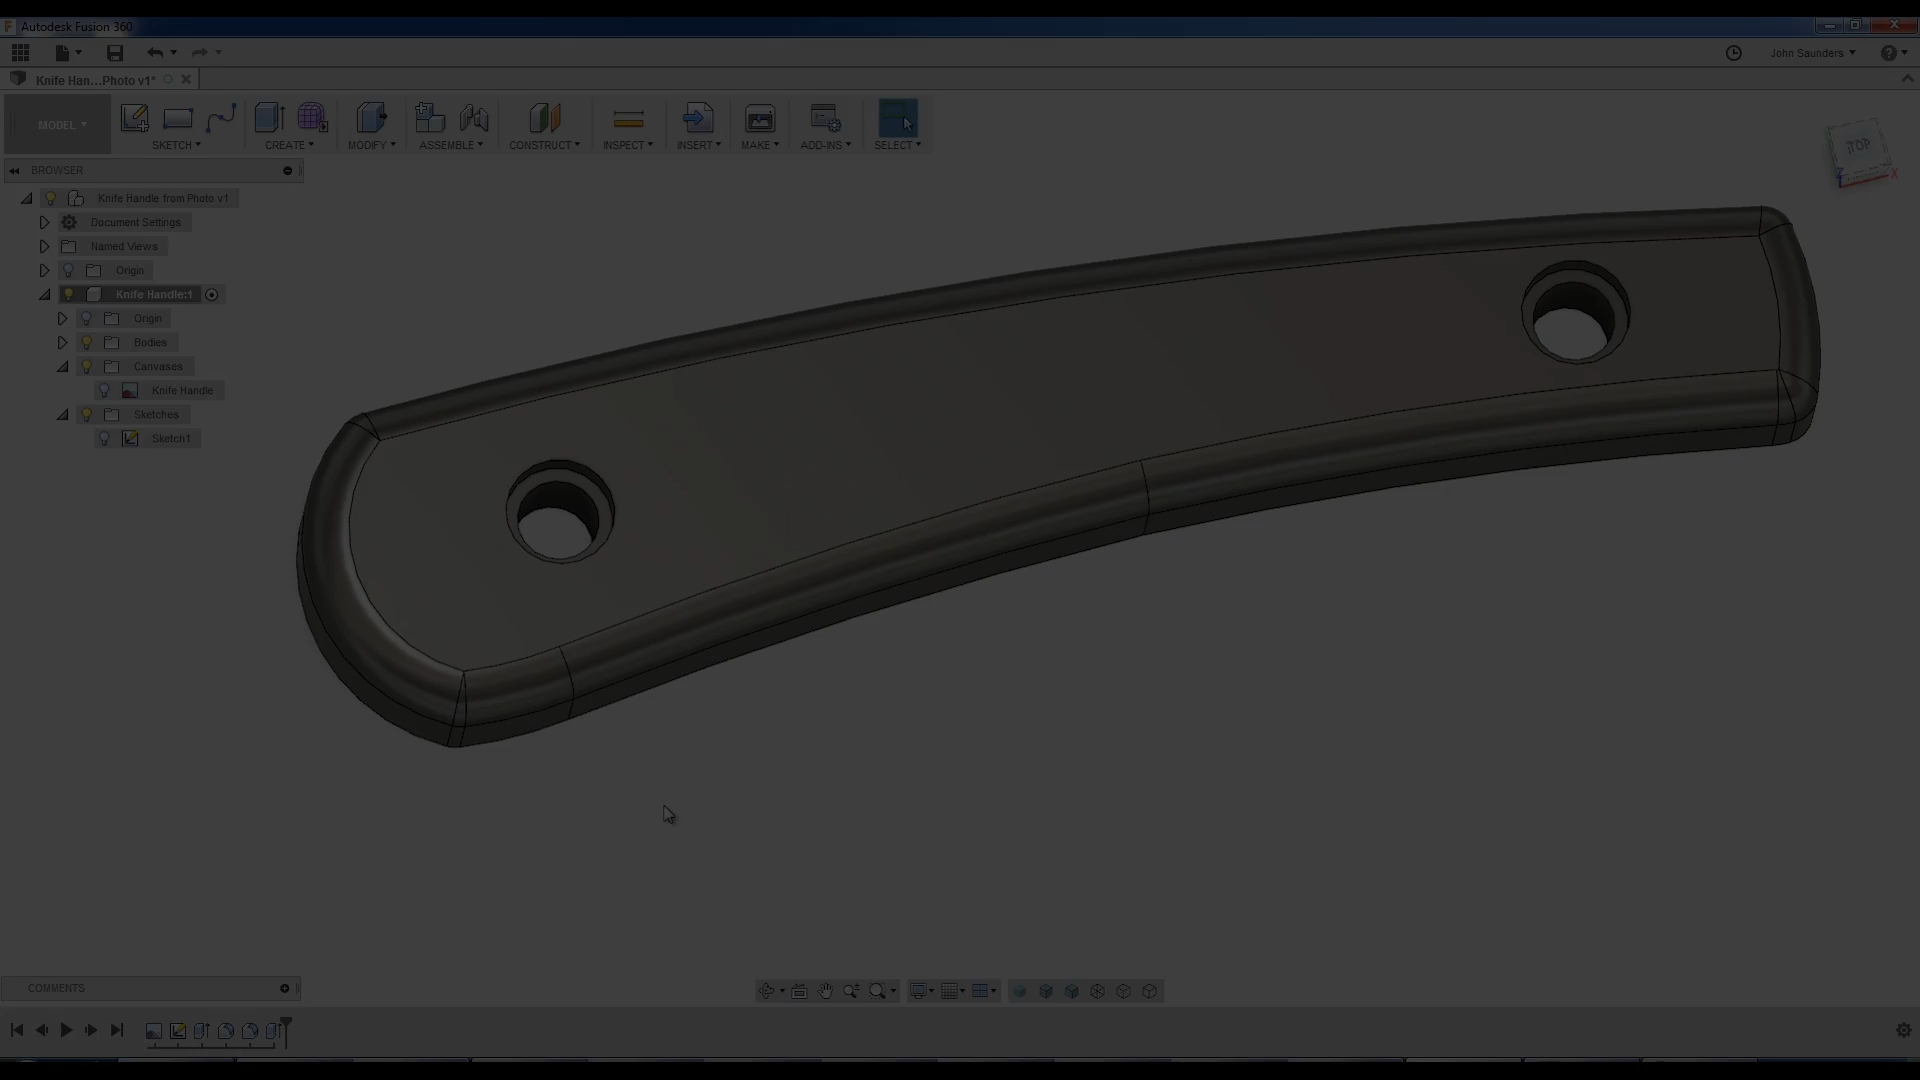 Autodesk Fusion 360
John Saunders
Knife Han...Photo v1*
MODEL
SKETCH
CREATE
MODIFY
ASSEMBLE
CONSTRUCT
INSPECT
INSERT
MAKE
ADD-INS
SELECT
TOP
Z
X
BROWSER
Knife Handle from Photo v1
Document Settings
Named Views
Origin
Knife Handle:1
Origin
Bodies
Canvases
Knife Handle
Sketches
Sketch1
COMMENTS